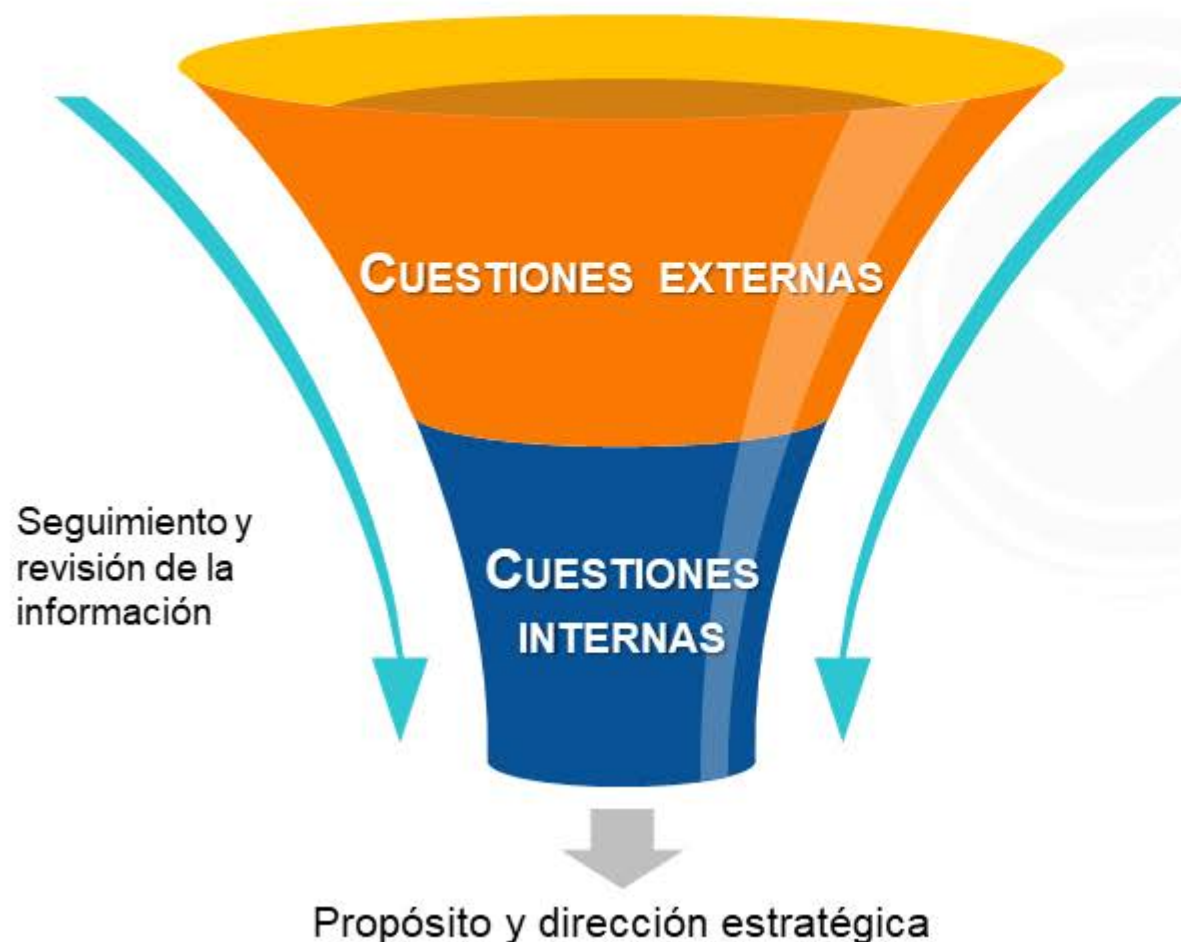 CUESTIONES EXTERNAS
Seguimiento y
revisión de la
información
CUESTIONES
INTERNAS
Propósito y dirección estratégica